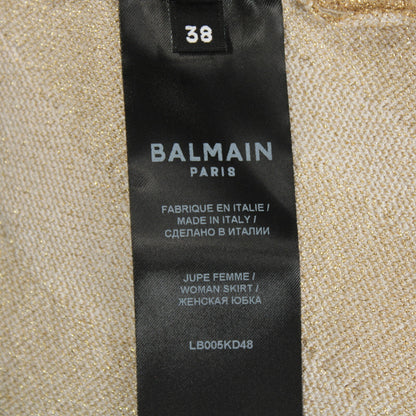 38
BALMAIN
PARIS
FABRIQUE EN ITALIE /
MADE IN ITALY /
СДЕЛАНО В ИТАЛИИ
JUPE FEMME /
WOMAN SKIRT /
ЖЕНСКАЯ ЮБКА
LB005KD48